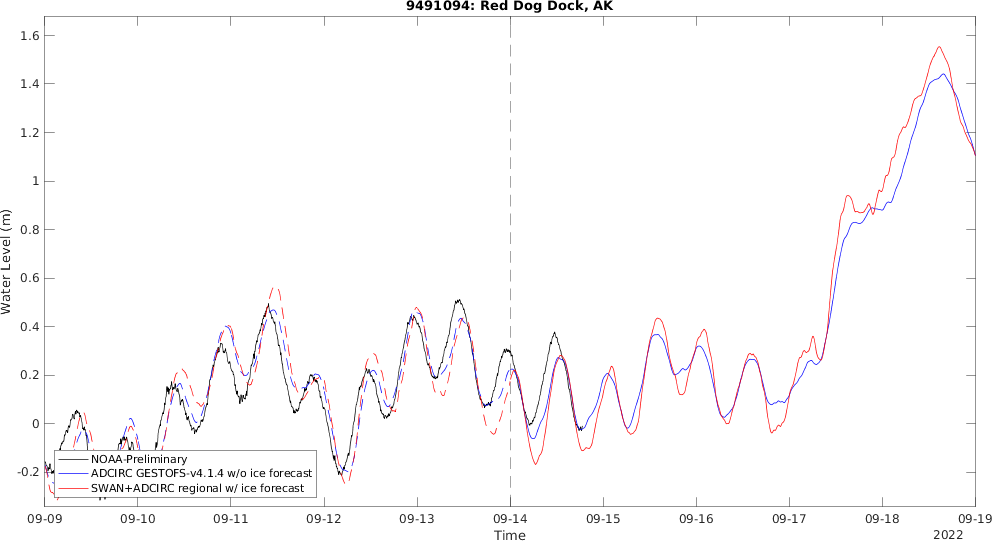 9491094: Red Dog Dock, AK
Water Level (m)
1.6
1.4
1.2
1
0.8
0.6
0.4
0.2
0
-0.2
NOAA-Preliminary
ADCIRC GESTOFS-v4.1.4 w/o ice forecast
SWAN+ADCIRC regional w/ ice forecast
09-09 09-10 09-11 09-12 09-13 09-14 09-15 09-16 09-17 09-18 09-19
Time
2022